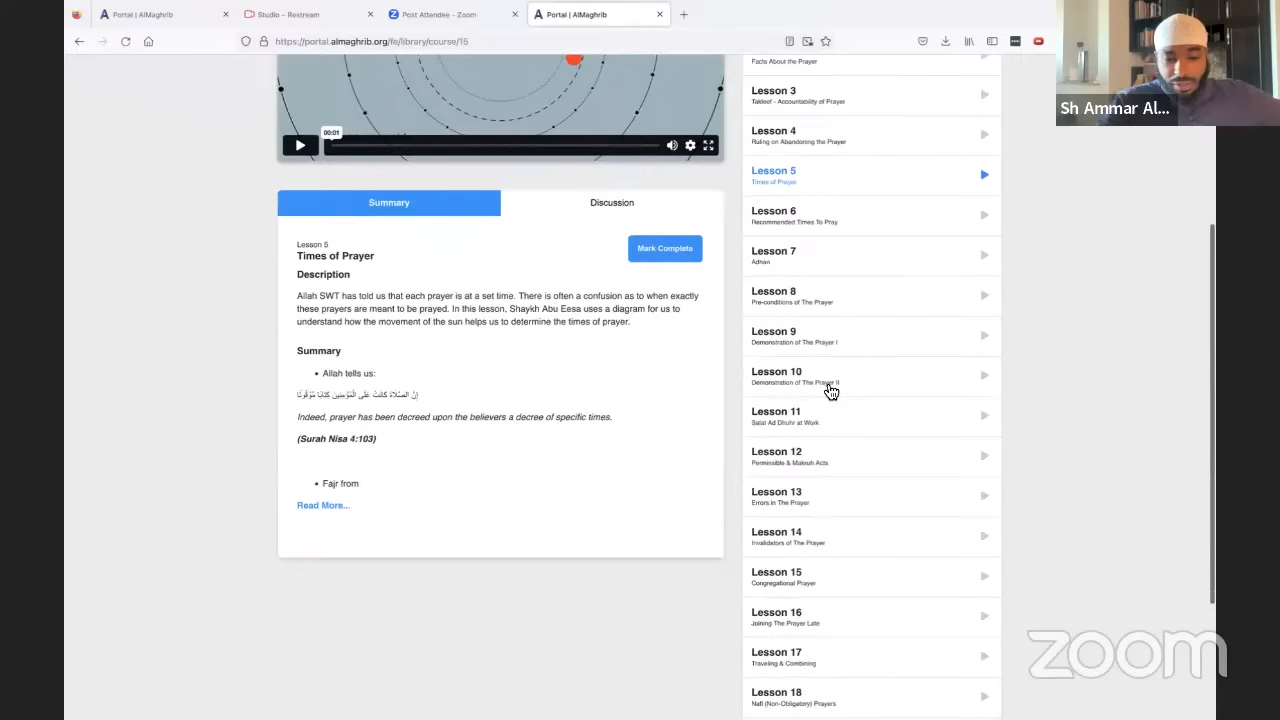 Portal | AlMaghrib
Studio - Restream
Post Attendee - Zoom
Portal | AlMaghrib
https://portal.almaghrib.org/fe/library/course/15
Sh Ammar Al...
00:01
Summary
Discussion
Lesson 5
Times of Prayer
Mark Complete
Description
Allah SWT has told us that each prayer is at a set time. There is often a confusion as to when exactly
these prayers are meant to be prayed. In this lesson, Shaykh Abu Eesa uses a diagram for us to
understand how the movement of the sun helps us to determine the times of prayer.
Summary
• Allah tells us:
إِنَّ الصَّلَاةَ كَانَتْ عَلَى الْمُؤْمِنِينَ كِتَابًا مَّوْقُوتًا
Indeed, prayer has been decreed upon the believers a decree of specific times.
(Surah Nisa 4:103)
• Fajr from
Read More...
Facts About the Prayer
Lesson 3
Takleef - Accountability of Prayer
Lesson 4
Ruling on Abandoning the Prayer
Lesson 5
Times of Prayer
Lesson 6
Recommended Times To Pray
Lesson 7
Adhan
Lesson 8
Pre-conditions of The Prayer
Lesson 9
Demonstration of The Prayer I
Lesson 10
Demonstration of The Prayer II
Lesson 11
Salat Ad Dhuhr at Work
Lesson 12
Permissible & Makruh Acts
Lesson 13
Errors in The Prayer
Lesson 14
Invalidators of The Prayer
Lesson 15
Congregational Prayer
Lesson 16
Joining The Prayer Late
Lesson 17
Traveling & Combining
Lesson 18
Nafl (Non-Obligatory) Prayers
zoom